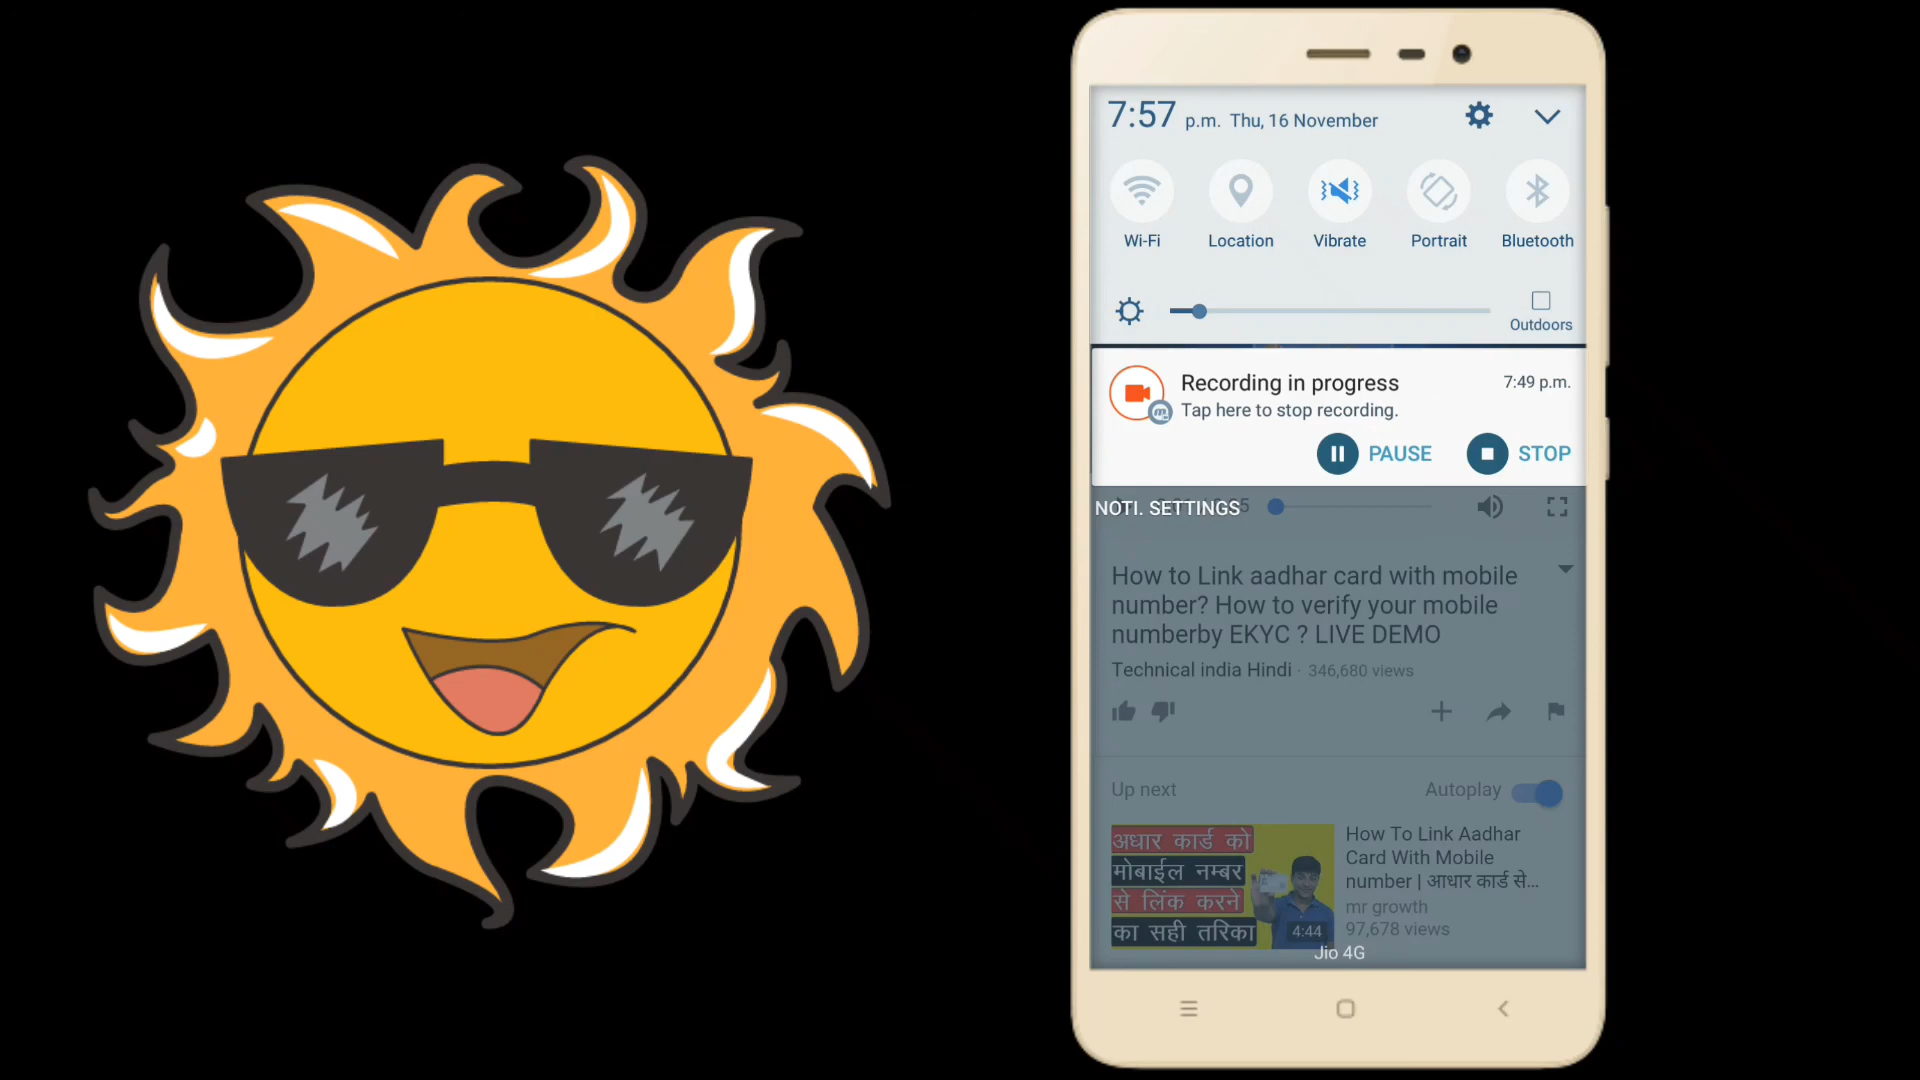 7:57 p.m. Thu, 16 November
Wi-Fi Location Vibrate Portrait Bluetooth
Outdoors
Recording in progress 7:49 p.m.
Tap here to stop recording.
PAUSE STOP
NOTI. SETTINGS
How to Link aadhar card with mobile
number? How to verify your mobile
numberby EKYC ? LIVE DEMO
Technical india Hindi · 346,680 views
Up next Autoplay
अधार कार्ड को
मोबाईल नम्बर
से लिंक करने
का सही तरिका
4:44
How To Link Aadhar
Card With Mobile
number | आधार कार्ड से...
mr growth
97,678 views
Jio 4G